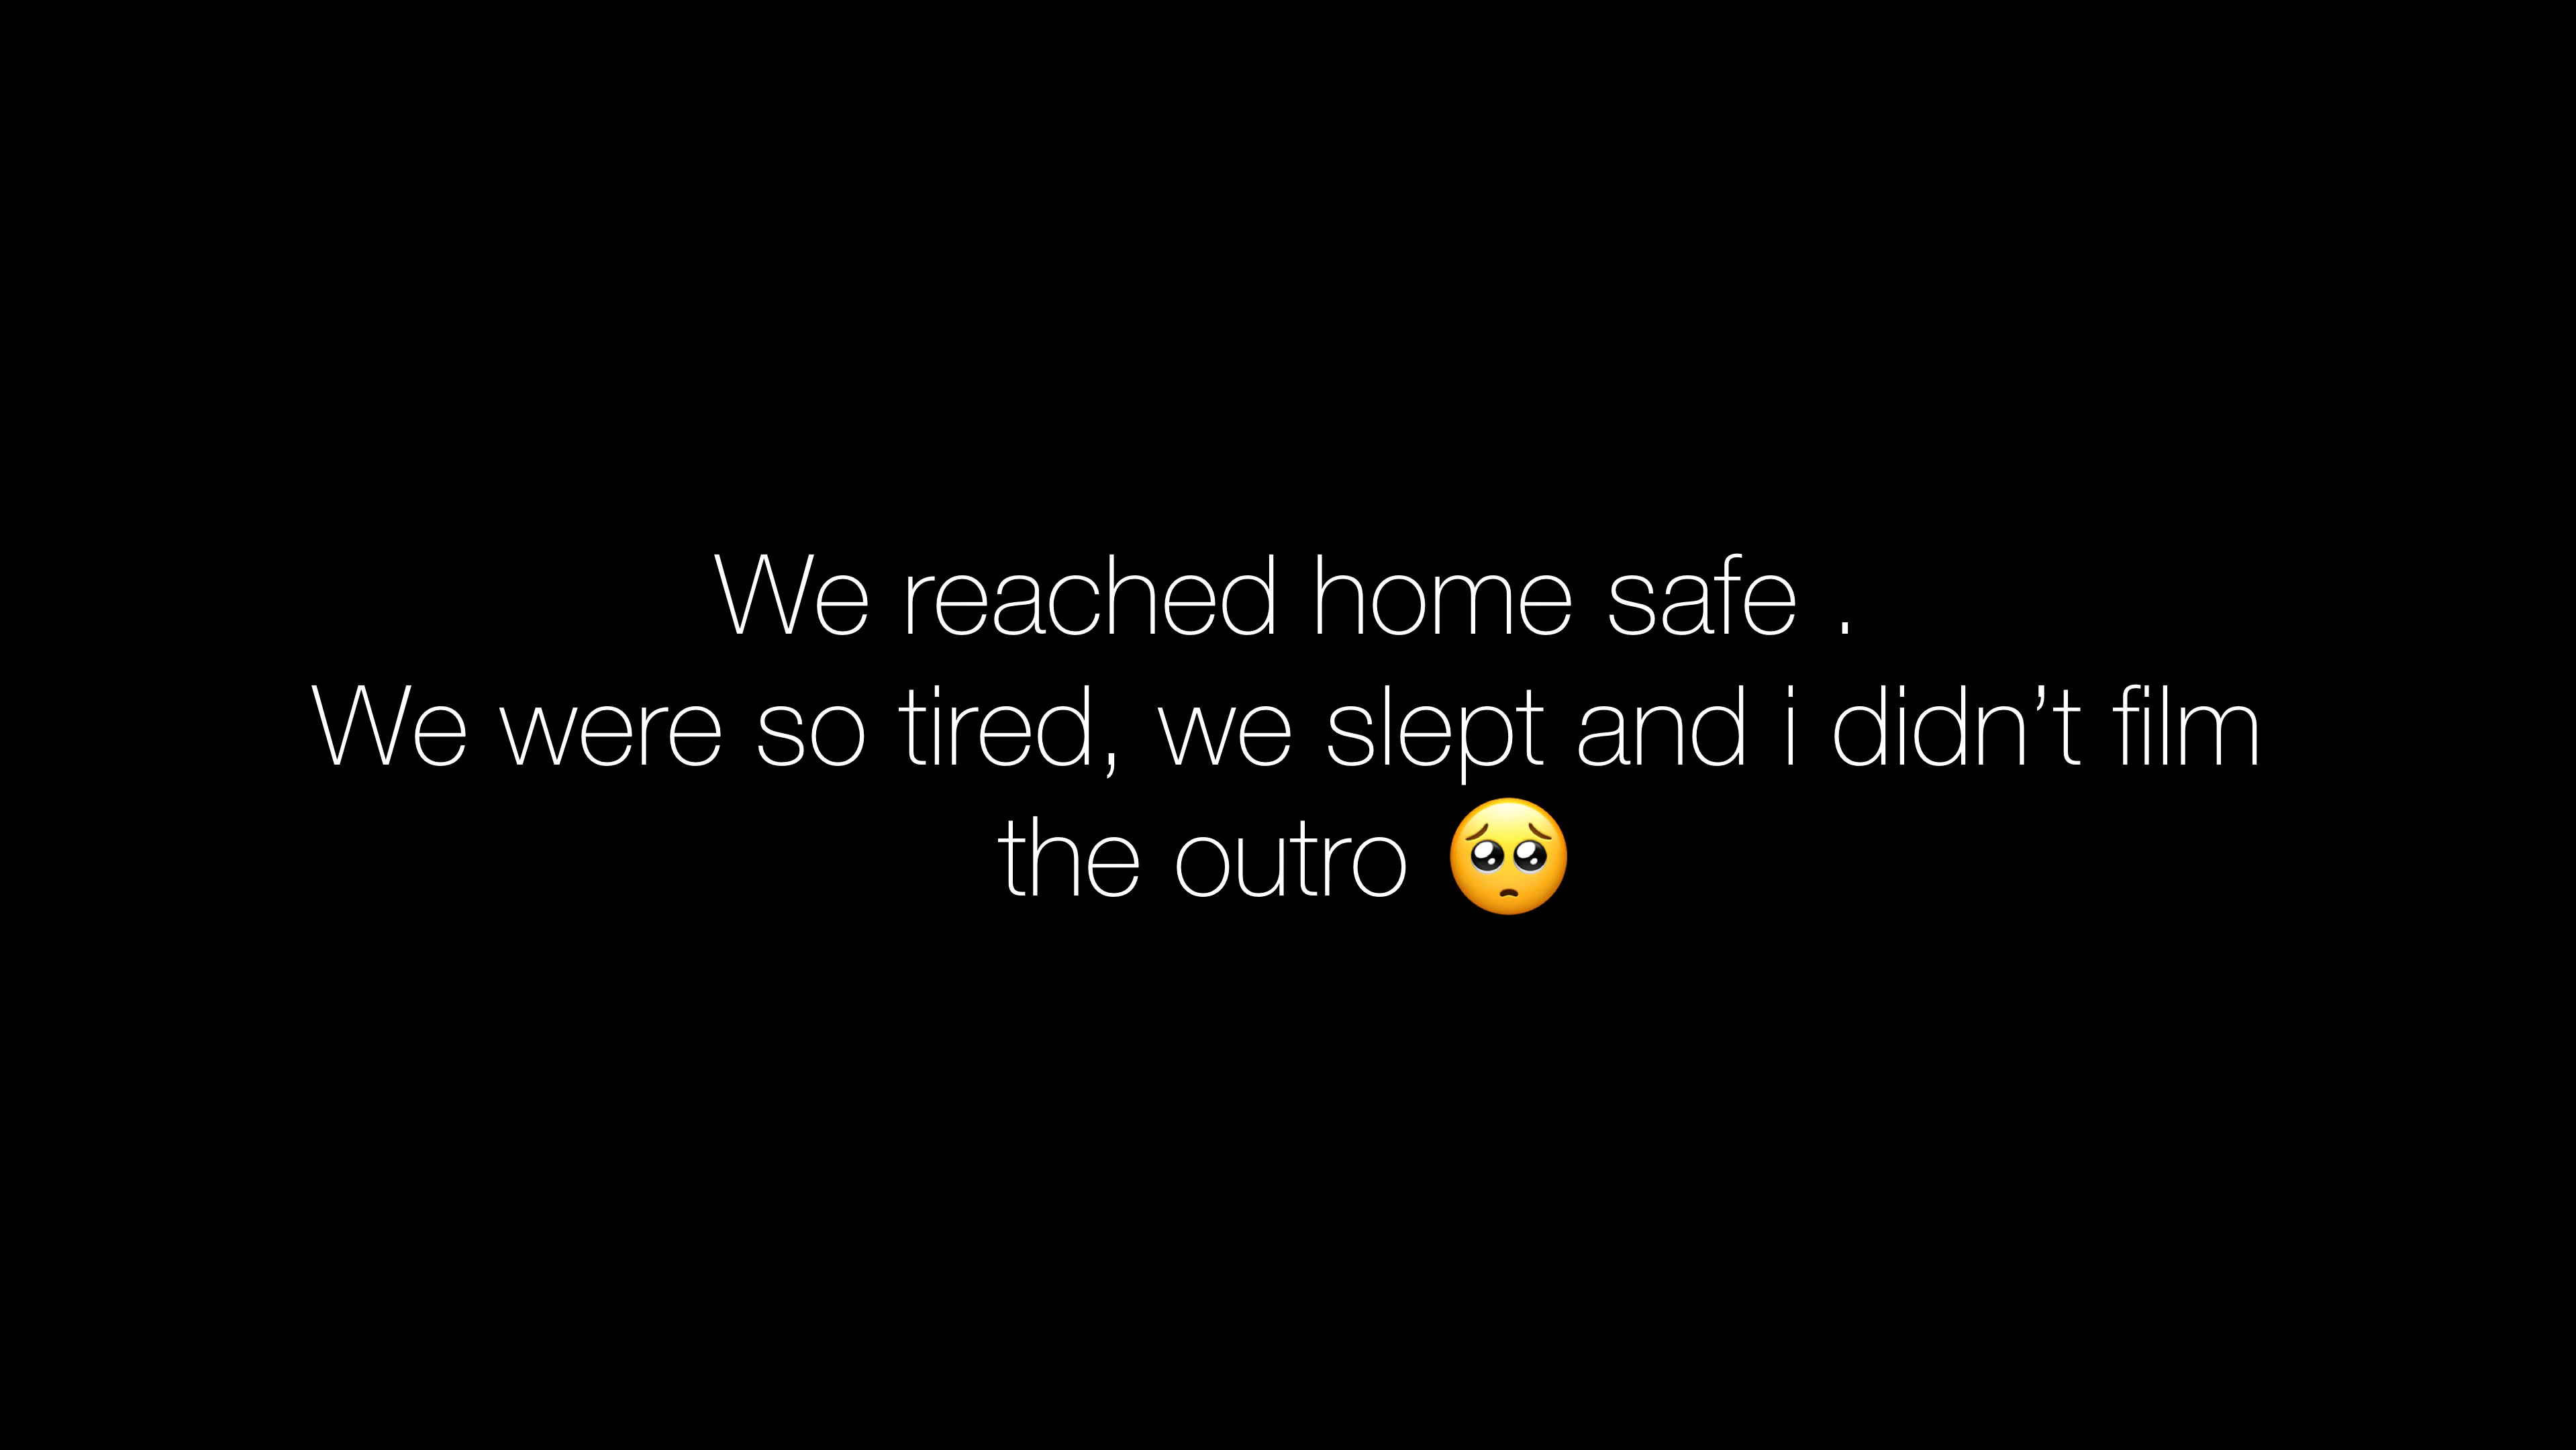 We reached home safe .
We were so tired, we slept and i didn’t film
the outro 🥺